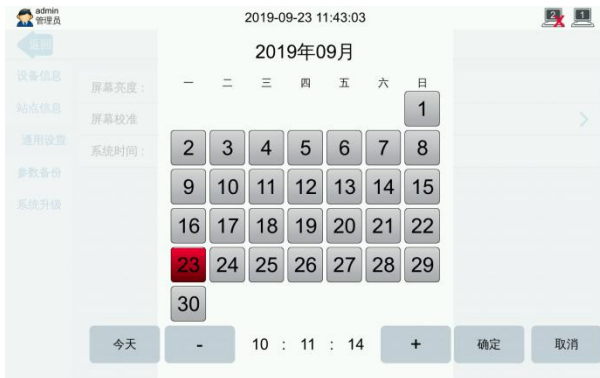 admin
管理员
2019-09-23 11:43:03
2 1
返回
2019年09月
一 二 三 四 五 六 日
1
2 3 4 5 6 7 8
9 10 11 12 13 14 15
16 17 18 19 20 21 22
23 24 25 26 27 28 29
30
设备信息
站点信息
通用设置
参数备份
系统升级
屏幕亮度：
屏幕校准
系统时间：
今天 - 10 : 11 : 14 + 确定 取消